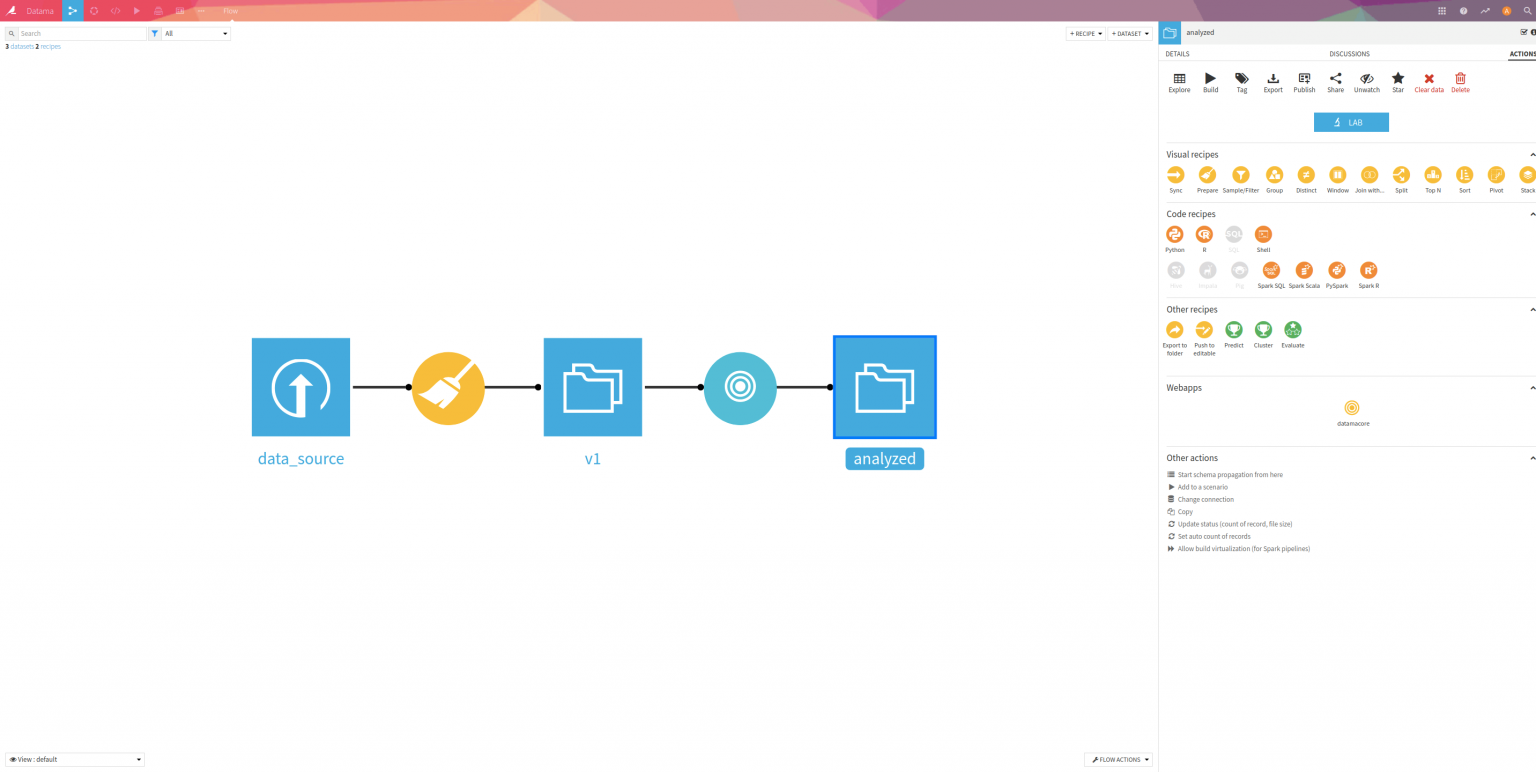 Datama
Flow
Search
All
3 datasets 2 recipes
+ RECIPE
+ DATASET
analyzed
DETAILS
DISCUSSIONS
ACTIONS
Explore
Build
Tag
Export
Publish
Share
Unwatch
Star
Clear data
Delete
LAB
Visual recipes
Sync
Prepare
Sample/Filter
Group
Distinct
Window
Join with...
Split
Top N
Sort
Pivot
Stack
Code recipes
Python
R
SQL
Shell
Hive
Impala
Pig
Spark SQL
Spark Scala
PySpark
Spark R
Other recipes
Export to
folder
Push to
editable
Predict
Cluster
Evaluate
Webapps
datamacore
Other actions
Start schema propagation from here
Add to a scenario
Change connection
Copy
Update status (count of record, file size)
Set auto count of records
Allow build virtualization (for Spark pipelines)
data_source
v1
analyzed
View : default
FLOW ACTIONS